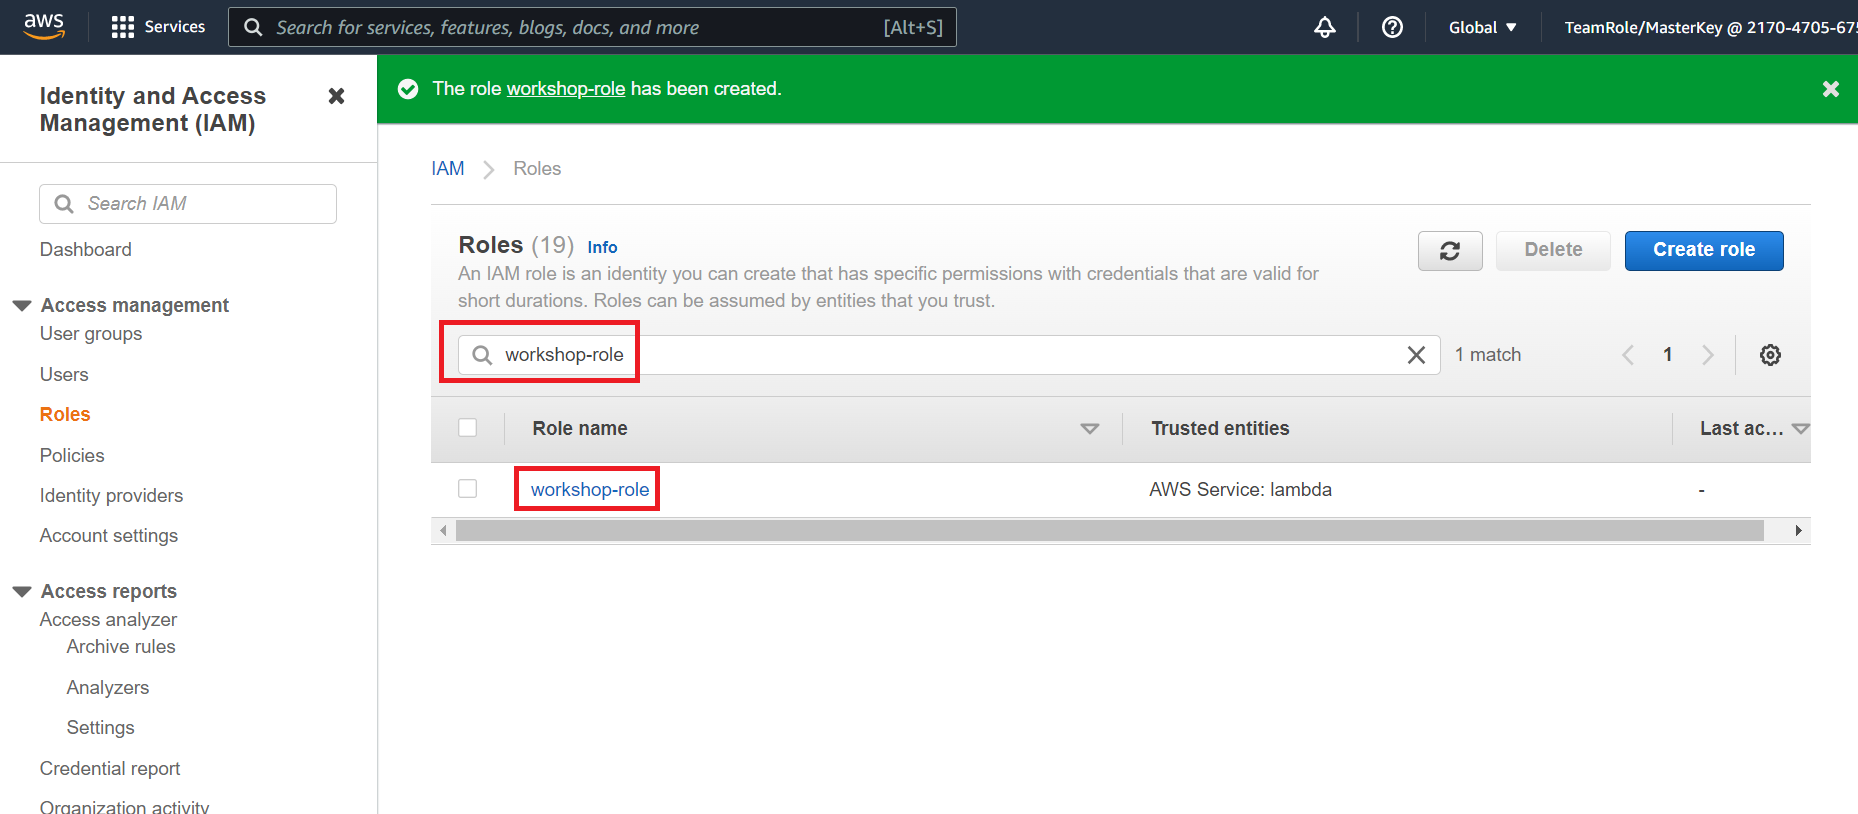 aws
Services
Search for services, features, blogs, docs, and more
[Alt+S]
Global
TeamRole/MasterKey @ 2170-4705-675
Identity and Access
Management (IAM)
Search IAM
Dashboard
Access management
User groups
Users
Roles
Policies
Identity providers
Account settings
Access reports
Access analyzer
Archive rules
Analyzers
Settings
Credential report
Organization activity
The role workshop-role has been created.
IAM
Roles
Roles (19) Info
An IAM role is an identity you can create that has specific permissions with credentials that are valid for
short durations. Roles can be assumed by entities that you trust.
Delete
Create role
workshop-role
1 match
1
Role name
Trusted entities
Last ac...
workshop-role
AWS Service: lambda
-